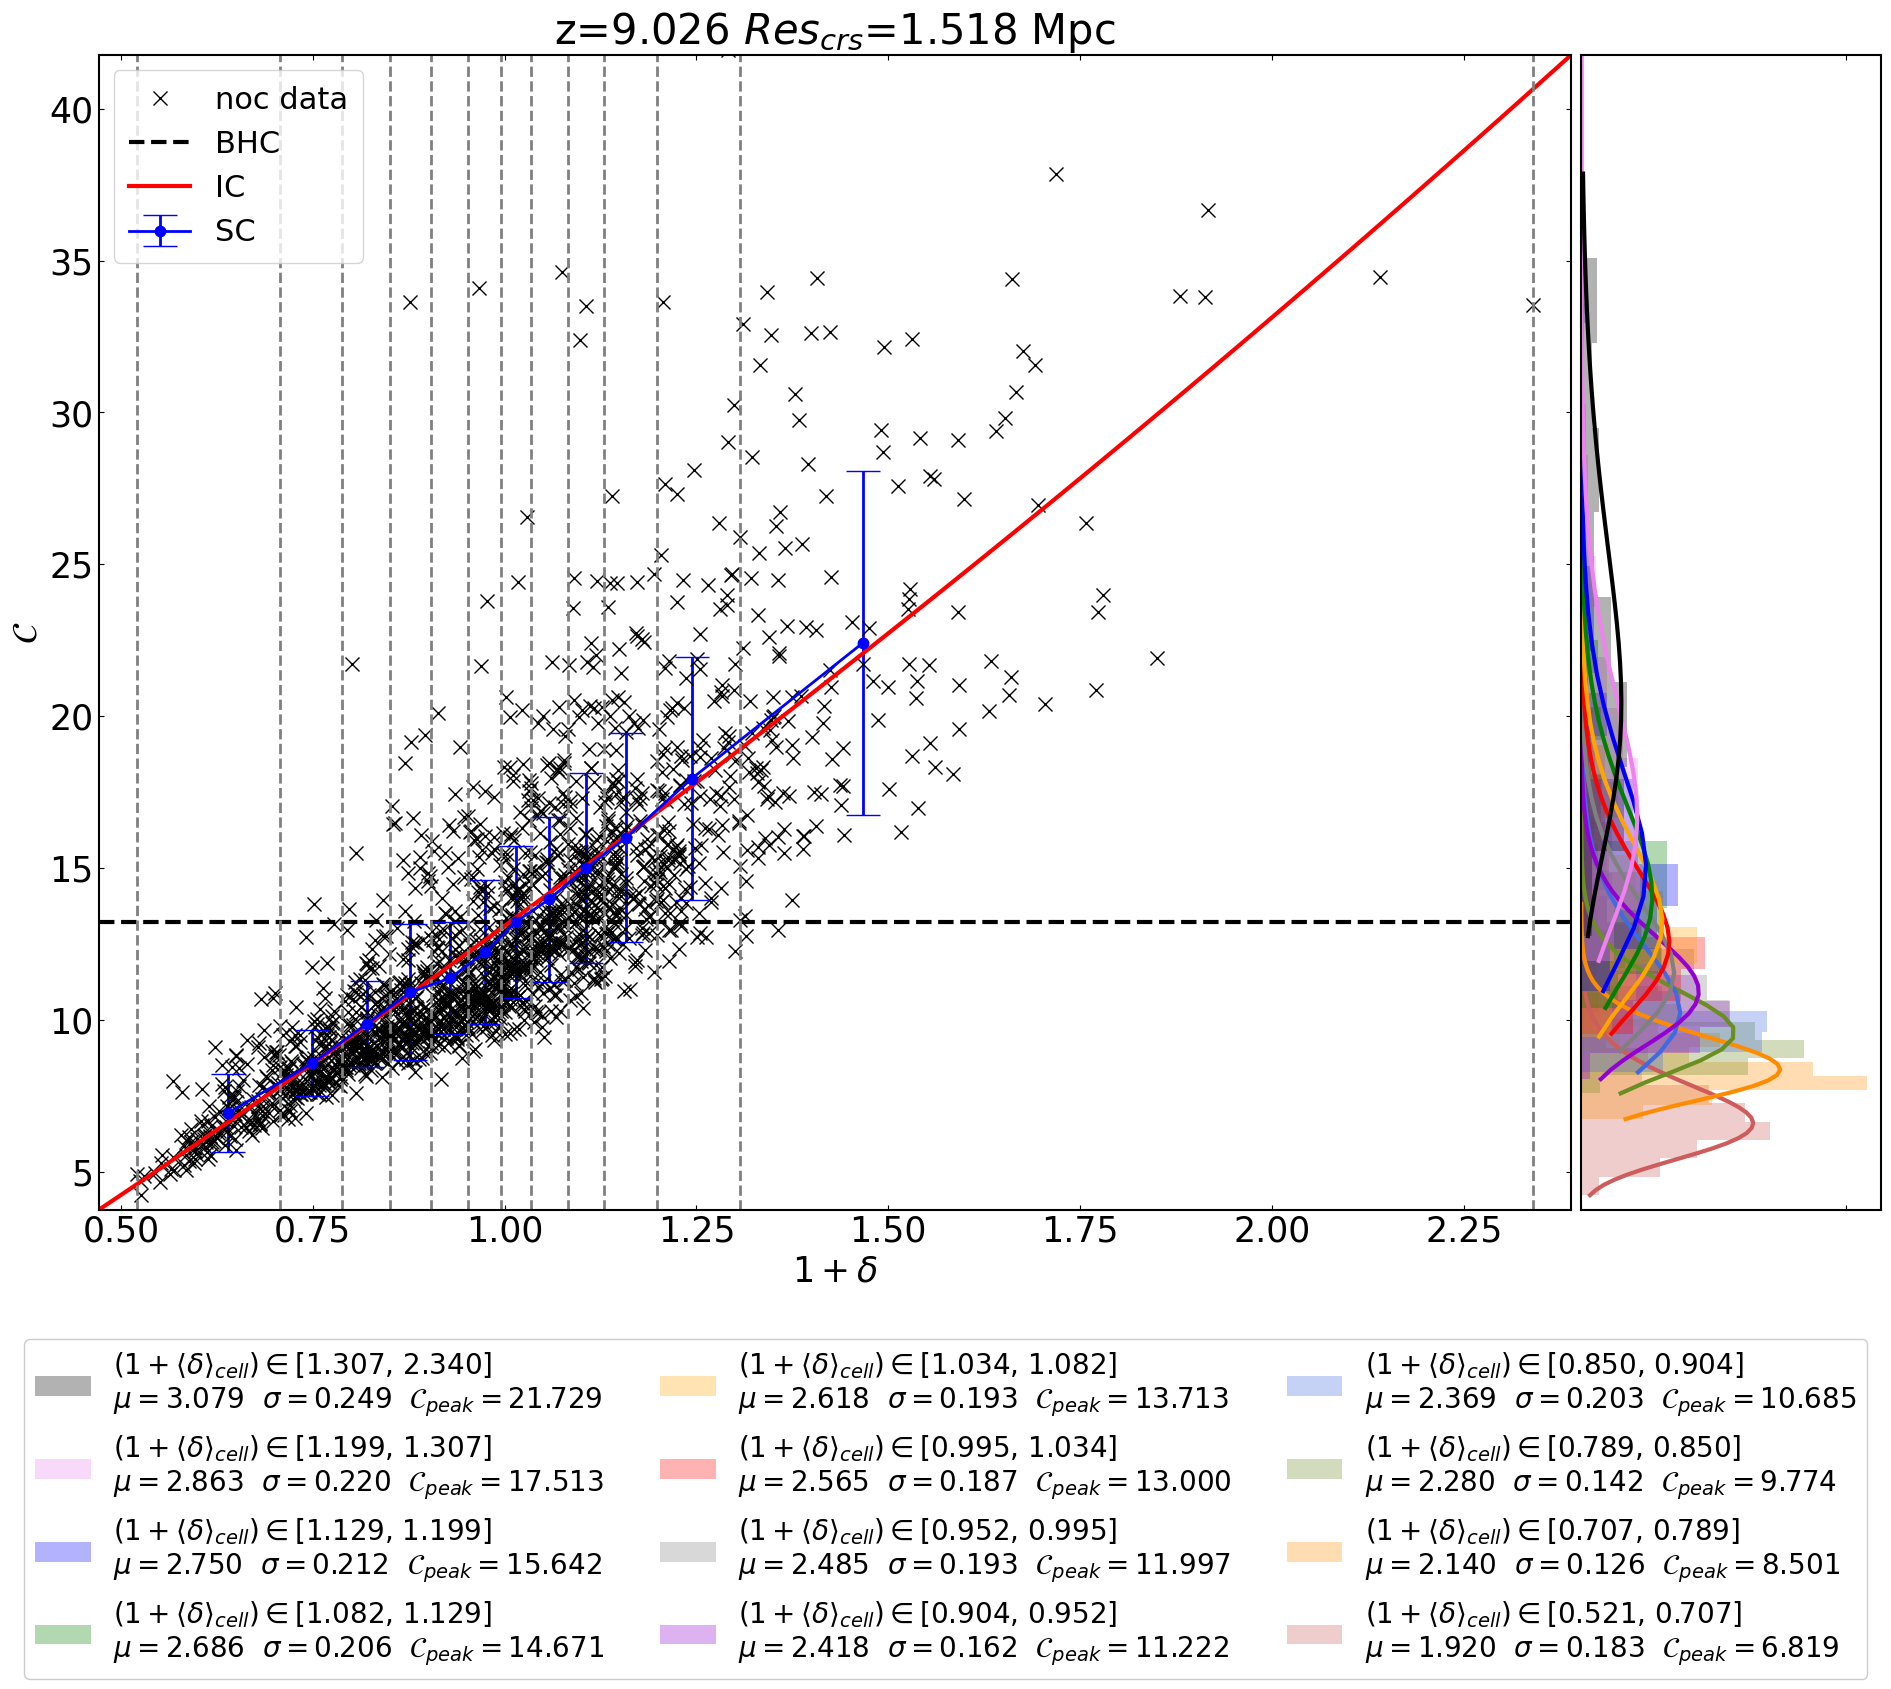 z=9.026 Res_crs=1.518 Mpc
noc data
BHC
IC
SC
40
35
30
25
20
15
10
5
𝒞
0.50 0.75 1.00 1.25 1.50 1.75 2.00 2.25
1 + δ
(1 + ⟨δ⟩_cell) ∈ [1.307, 2.340]
μ = 3.079 σ = 0.249 𝒞_peak = 21.729
(1 + ⟨δ⟩_cell) ∈ [1.199, 1.307]
μ = 2.863 σ = 0.220 𝒞_peak = 17.513
(1 + ⟨δ⟩_cell) ∈ [1.129, 1.199]
μ = 2.750 σ = 0.212 𝒞_peak = 15.642
(1 + ⟨δ⟩_cell) ∈ [1.082, 1.129]
μ = 2.686 σ = 0.206 𝒞_peak = 14.671
(1 + ⟨δ⟩_cell) ∈ [1.034, 1.082]
μ = 2.618 σ = 0.193 𝒞_peak = 13.713
(1 + ⟨δ⟩_cell) ∈ [0.995, 1.034]
μ = 2.565 σ = 0.187 𝒞_peak = 13.000
(1 + ⟨δ⟩_cell) ∈ [0.952, 0.995]
μ = 2.485 σ = 0.193 𝒞_peak = 11.997
(1 + ⟨δ⟩_cell) ∈ [0.904, 0.952]
μ = 2.418 σ = 0.162 𝒞_peak = 11.222
(1 + ⟨δ⟩_cell) ∈ [0.850, 0.904]
μ = 2.369 σ = 0.203 𝒞_peak = 10.685
(1 + ⟨δ⟩_cell) ∈ [0.789, 0.850]
μ = 2.280 σ = 0.142 𝒞_peak = 9.774
(1 + ⟨δ⟩_cell) ∈ [0.707, 0.789]
μ = 2.140 σ = 0.126 𝒞_peak = 8.501
(1 + ⟨δ⟩_cell) ∈ [0.521, 0.707]
μ = 1.920 σ = 0.183 𝒞_peak = 6.819